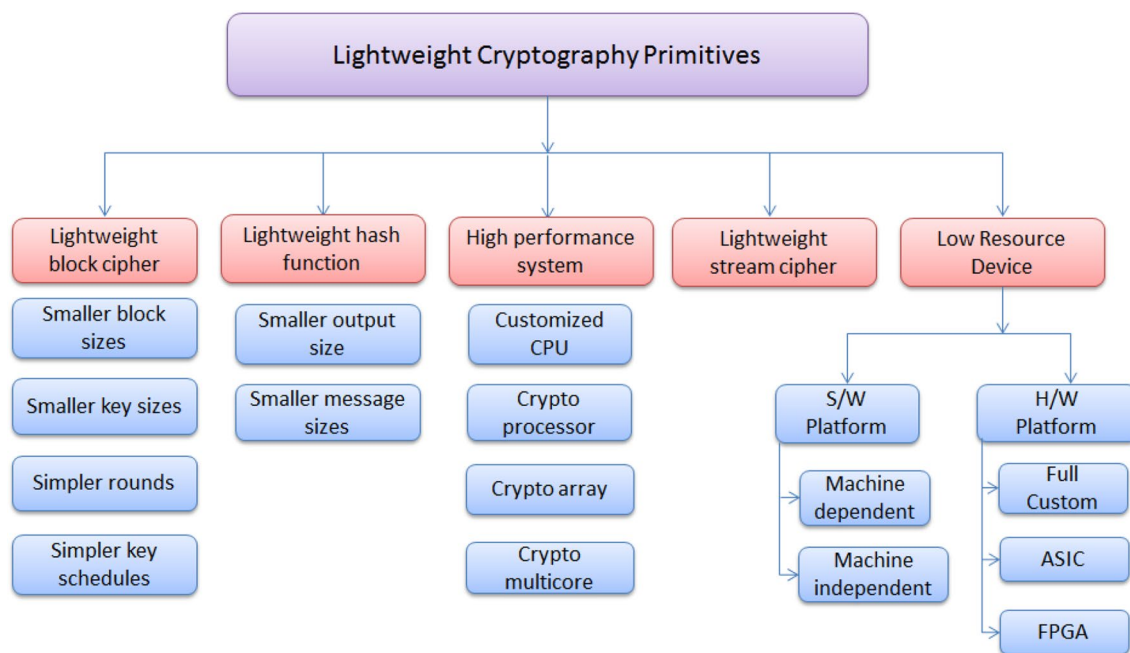 Lightweight Cryptography Primitives
Lightweight
block cipher
Lightweight hash
function
High performance
system
Lightweight
stream cipher
Low Resource
Device
Smaller block
sizes
Smaller key sizes
Simpler rounds
Simpler key
schedules
Smaller output
size
Smaller message
sizes
Customized
CPU
Crypto
processor
Crypto array
Crypto
multicore
S/W
Platform
Machine
dependent
Machine
independent
H/W
Platform
Full
Custom
ASIC
FPGA